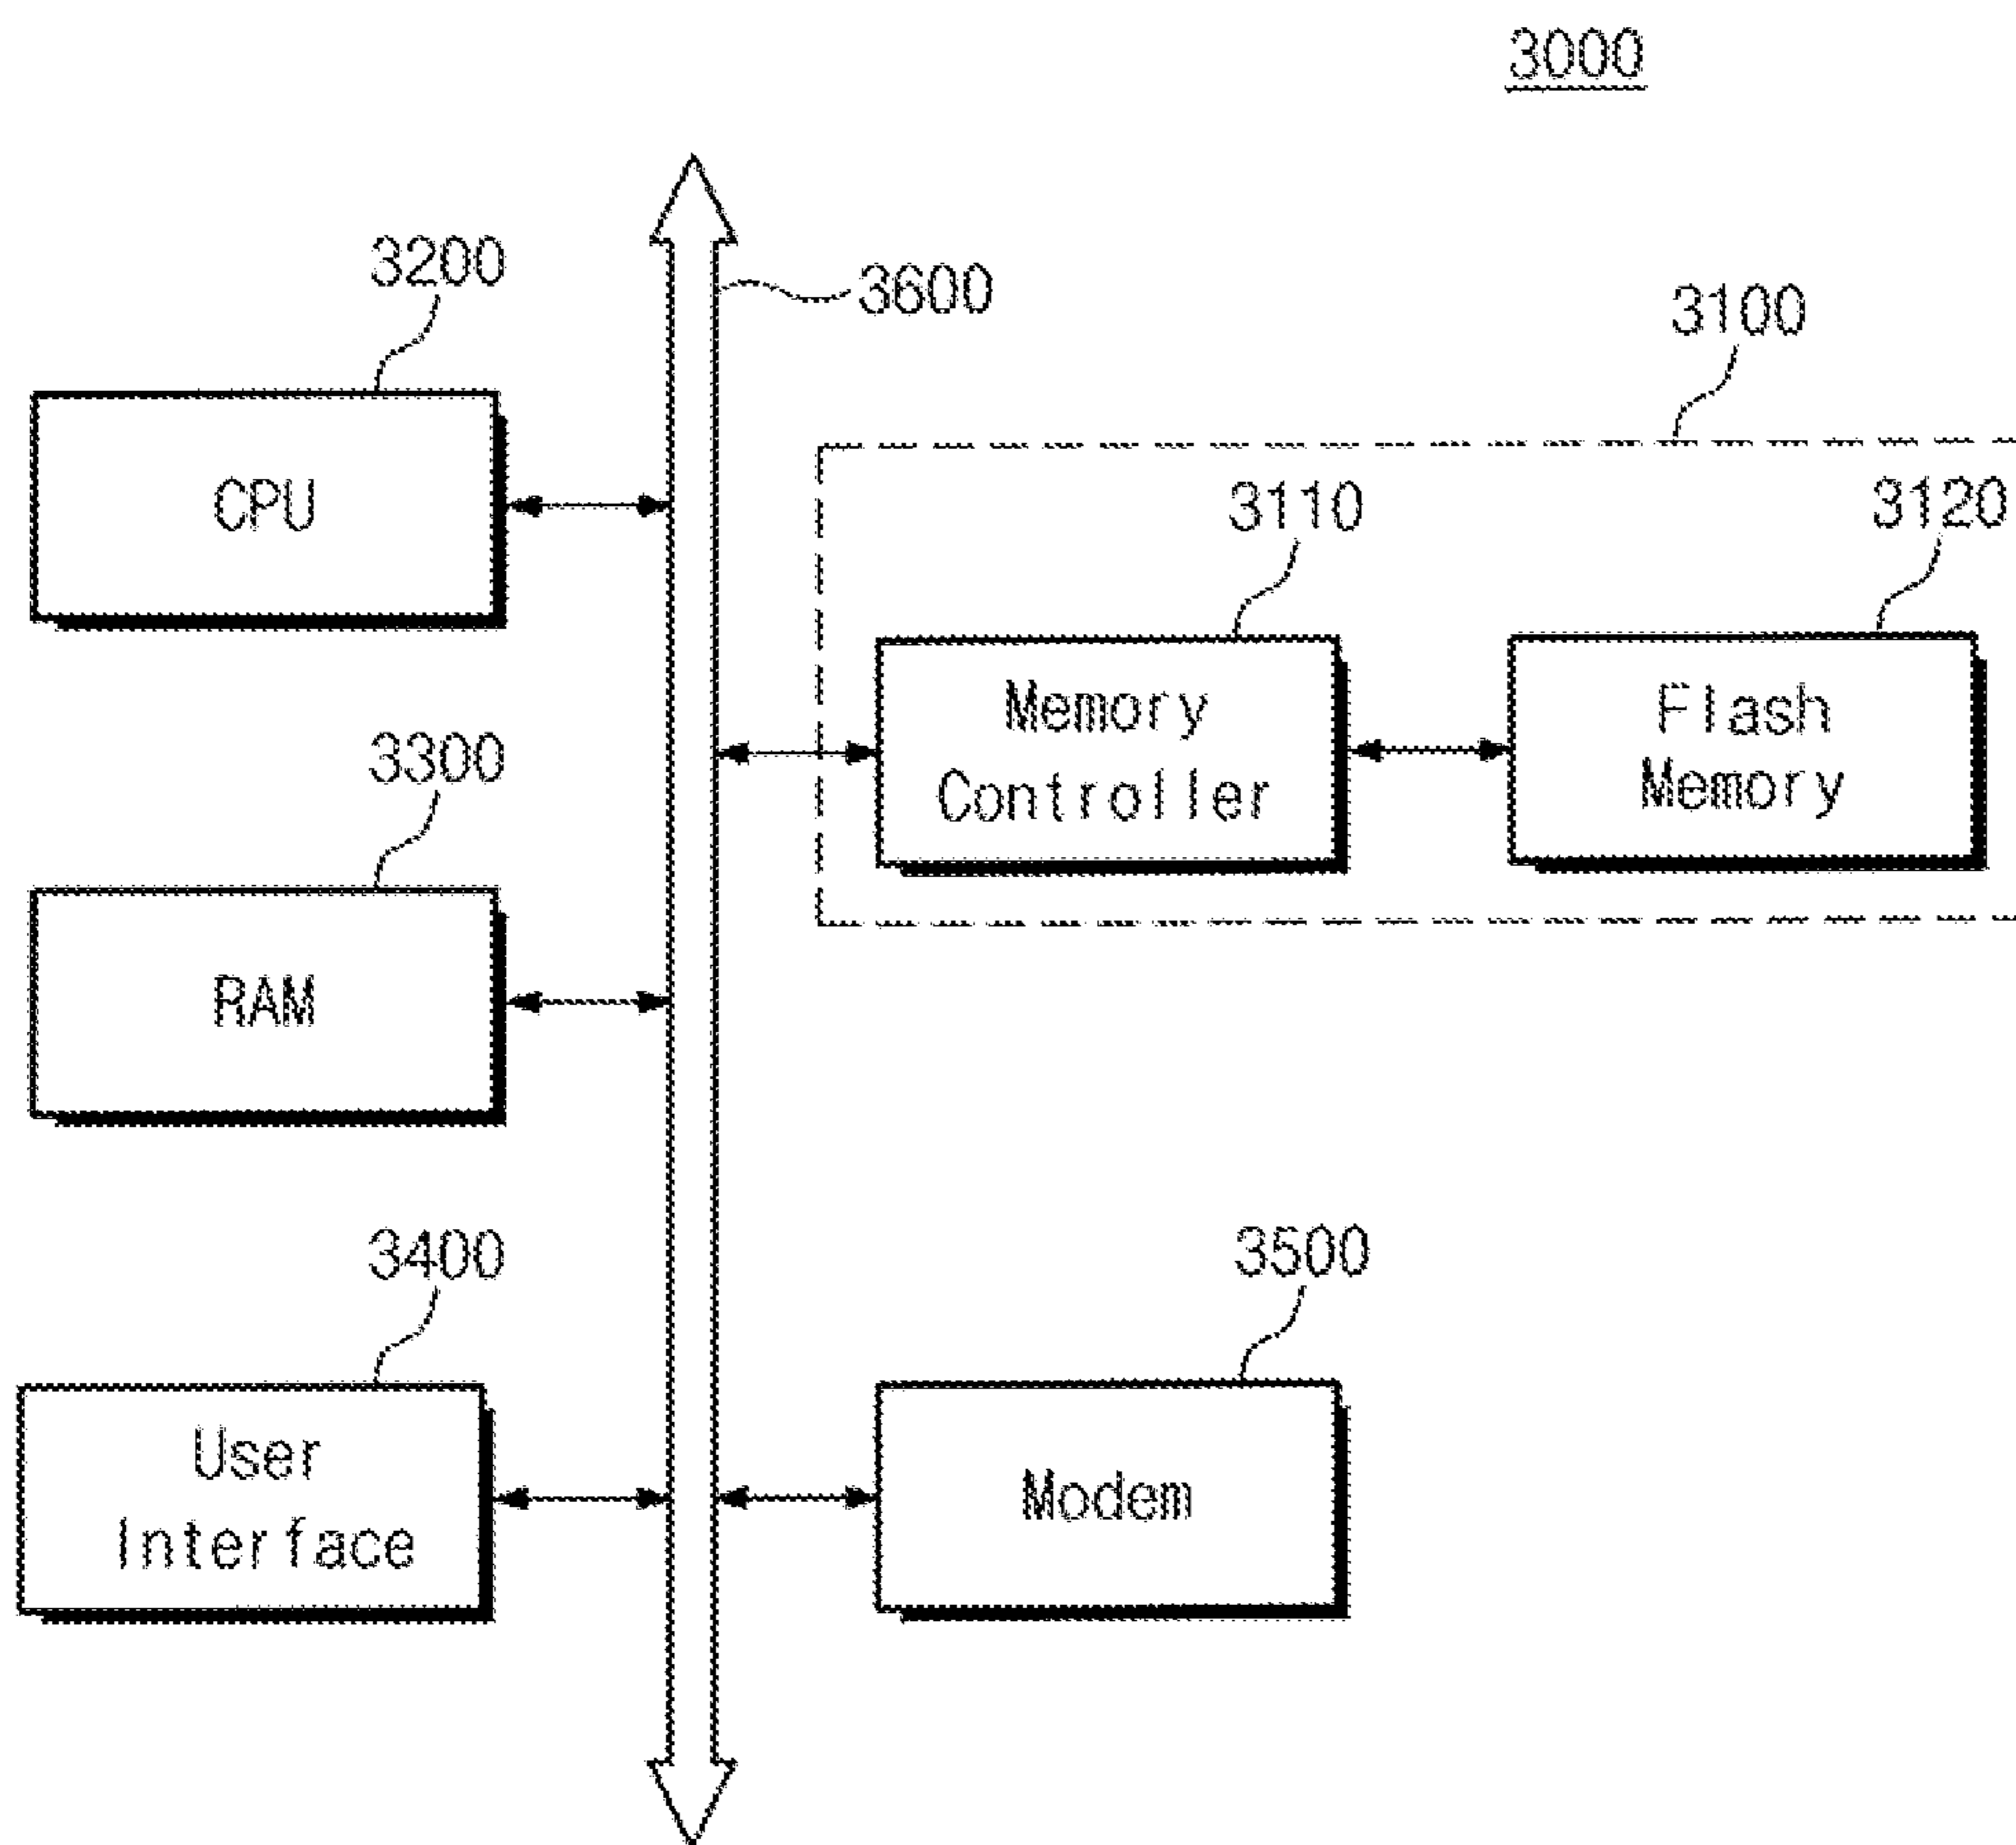 3000
3200
3600
3100
CPU
3110
3120
Memory
Controller
Flash
Memory
3300
RAM
3400
3500
User
Interface
Modem